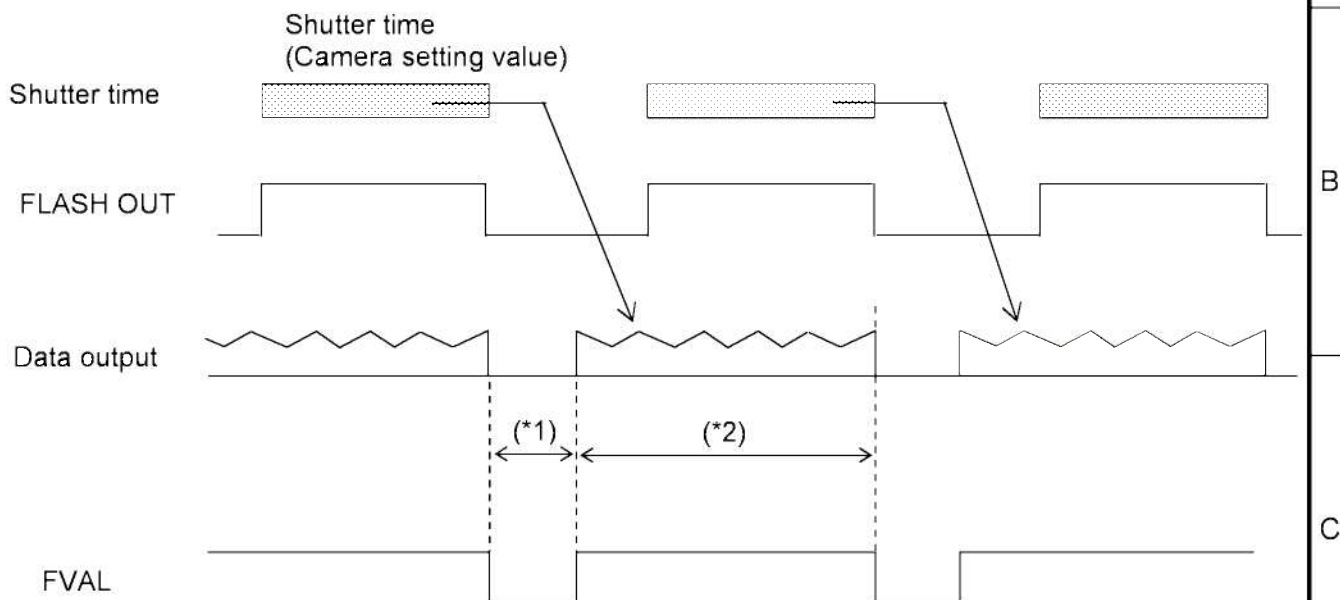 Shutter time
(Camera setting value)
Shutter time
B
FLASH OUT
Data output
(*1)
(*2)
C
FVAL